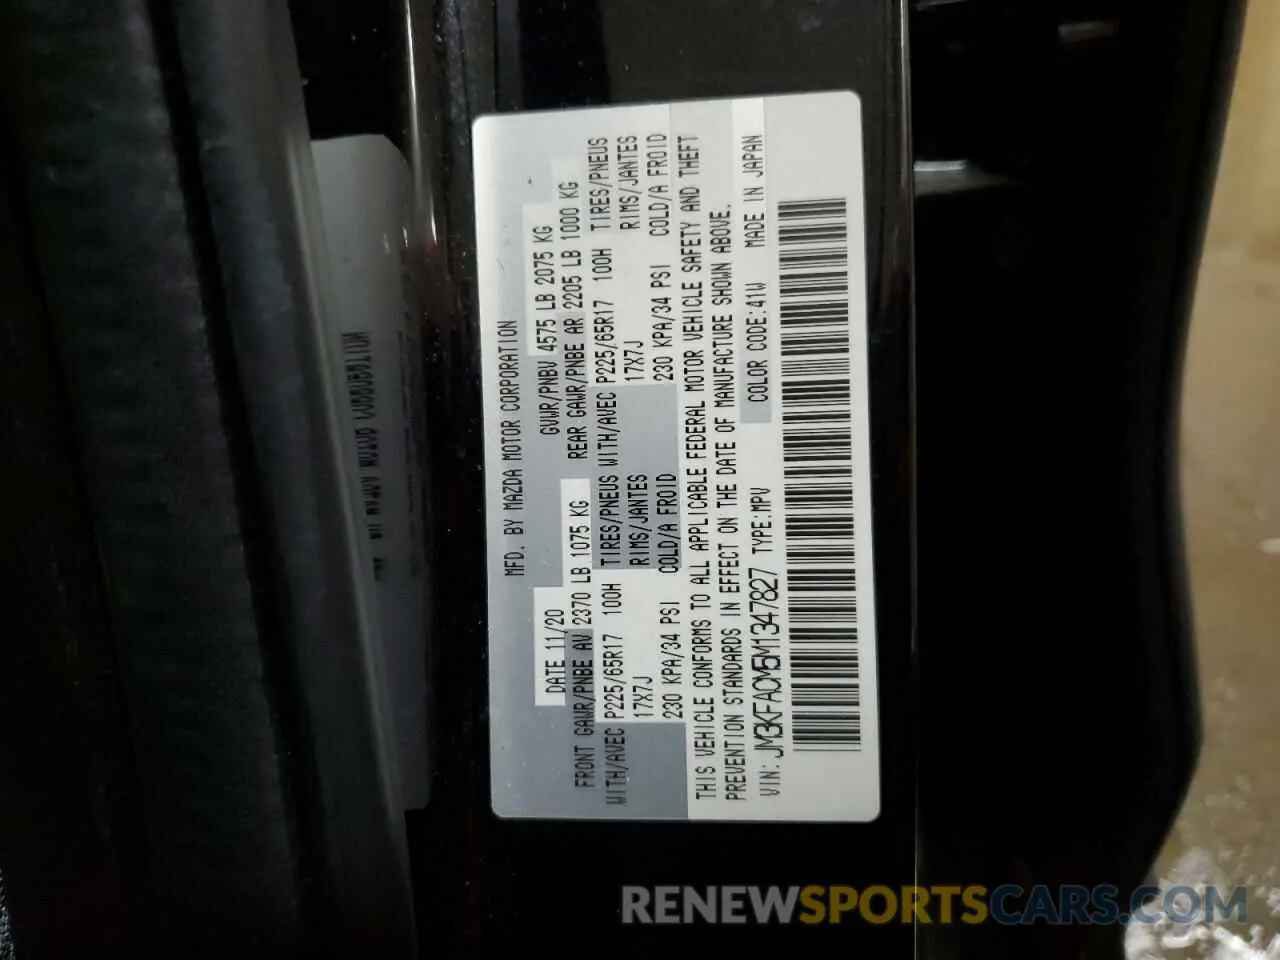 MFD. BY MAZDA MOTOR CORPORATION
DATE 11/20 GVWR/PNBV 4575 LB 2075 KG
FRONT GAWR/PNBE AV 2370 LB 1075 KG REAR GAWR/PNBE AR 2205 LB 1000 KG
WITH/AVEC P225/65R17 100H TIRES/PNEUS WITH/AVEC P225/65R17 100H TIRES/PNEUS
17X7J RIMS/JANTES 17X7J RIMS/JANTES
230 KPA/34 PSI COLD/A FROID 230 KPA/34 PSI COLD/A FROID
THIS VEHICLE CONFORMS TO ALL APPLICABLE FEDERAL MOTOR VEHICLE SAFETY AND THEFT
PREVENTION STANDARDS IN EFFECT ON THE DATE OF MANUFACTURE SHOWN ABOVE.
VIN: JM3KFACM5M1347827 TYPE:MPV COLOR CODE:41W MADE IN JAPAN
RENEWSPORTSCARS.COM